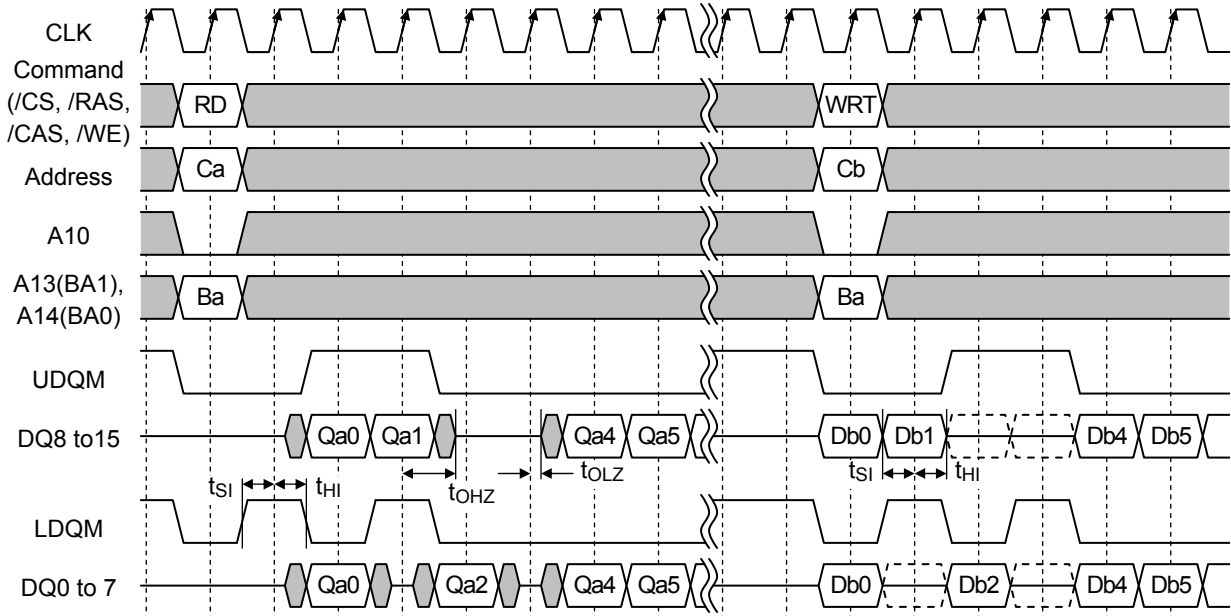 CLK
Command
(/CS, /RAS,
/CAS, /WE)
RD
WRT
Address
Ca
Cb
A10
A13(BA1),
A14(BA0)
Ba
Ba
UDQM
DQ8 to15
Qa0
Qa1
Qa4
Qa5
Db0
Db1
Db4
Db5
tSI
tHI
tOHZ
tOLZ
tSI
tHI
LDQM
DQ0 to 7
Qa0
Qa2
Qa4
Qa5
Db0
Db2
Db4
Db5